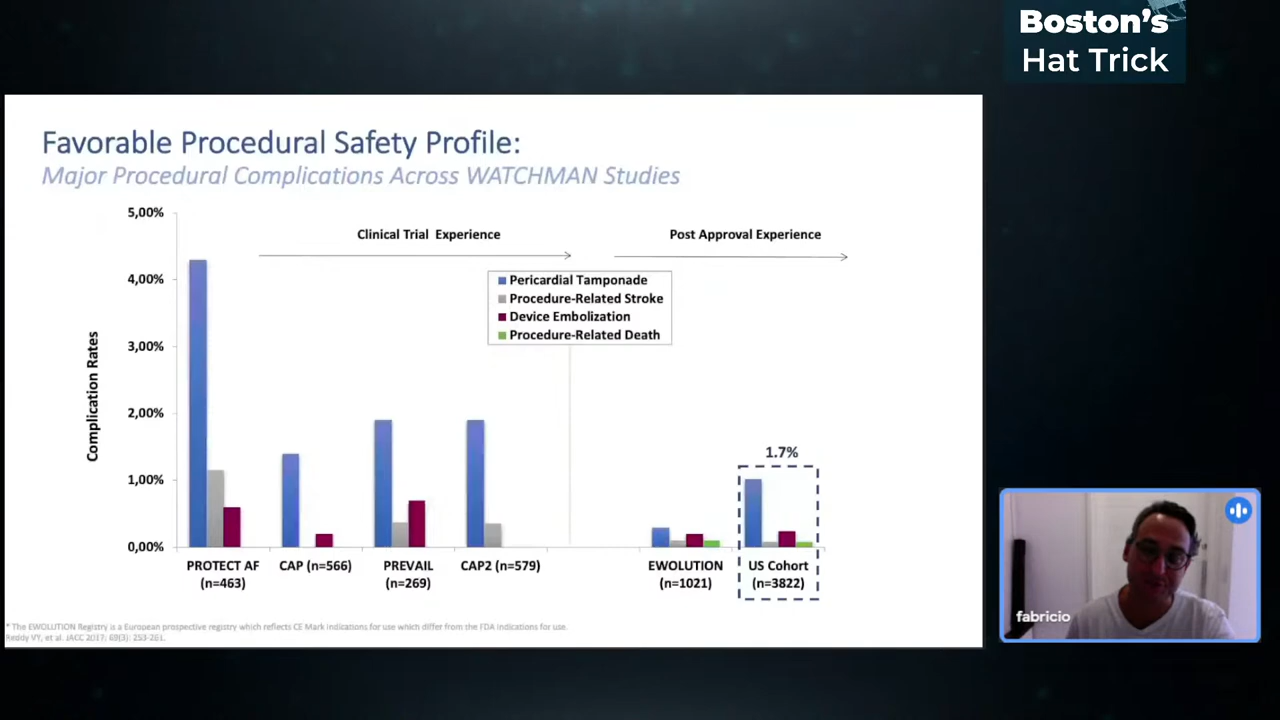 Boston's
Hat Trick
Favorable Procedural Safety Profile:
Major Procedural Complications Across WATCHMAN Studies
5,00%
4,00%
3,00%
2,00%
1,00%
0,00%
Complication Rates
Clinical Trial Experience
Post Approval Experience
Pericardial Tamponade
Procedure-Related Stroke
Device Embolization
Procedure-Related Death
1.7%
PROTECT AF
(n=463)
CAP (n=566)
PREVAIL
(n=269)
CAP2 (n=579)
EWOLUTION
(n=1021)
US Cohort
(n=3822)
* The EWOLUTION Registry is a European prospective registry which reflects CE Mark indications for use which differ from the FDA indications for use.
Reddy VY, et al. JACC 2017; 69(3): 253-261.
fabricio